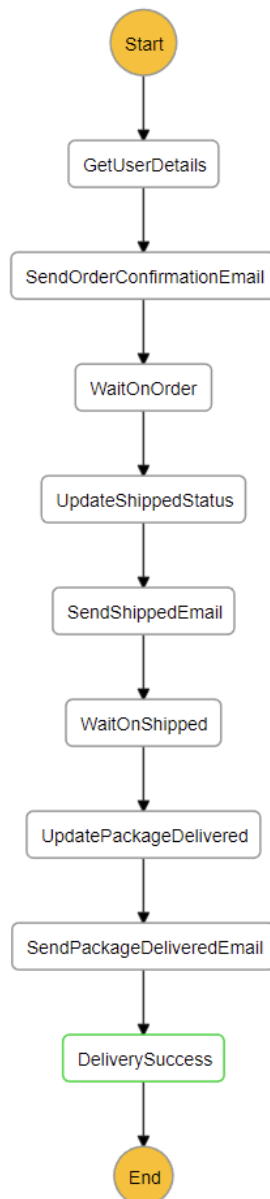 Start
GetUserDetails
SendOrderConfirmationEmail
WaitOnOrder
UpdateShippedStatus
SendShippedEmail
WaitOnShipped
UpdatePackageDelivered
SendPackageDeliveredEmail
DeliverySuccess
End